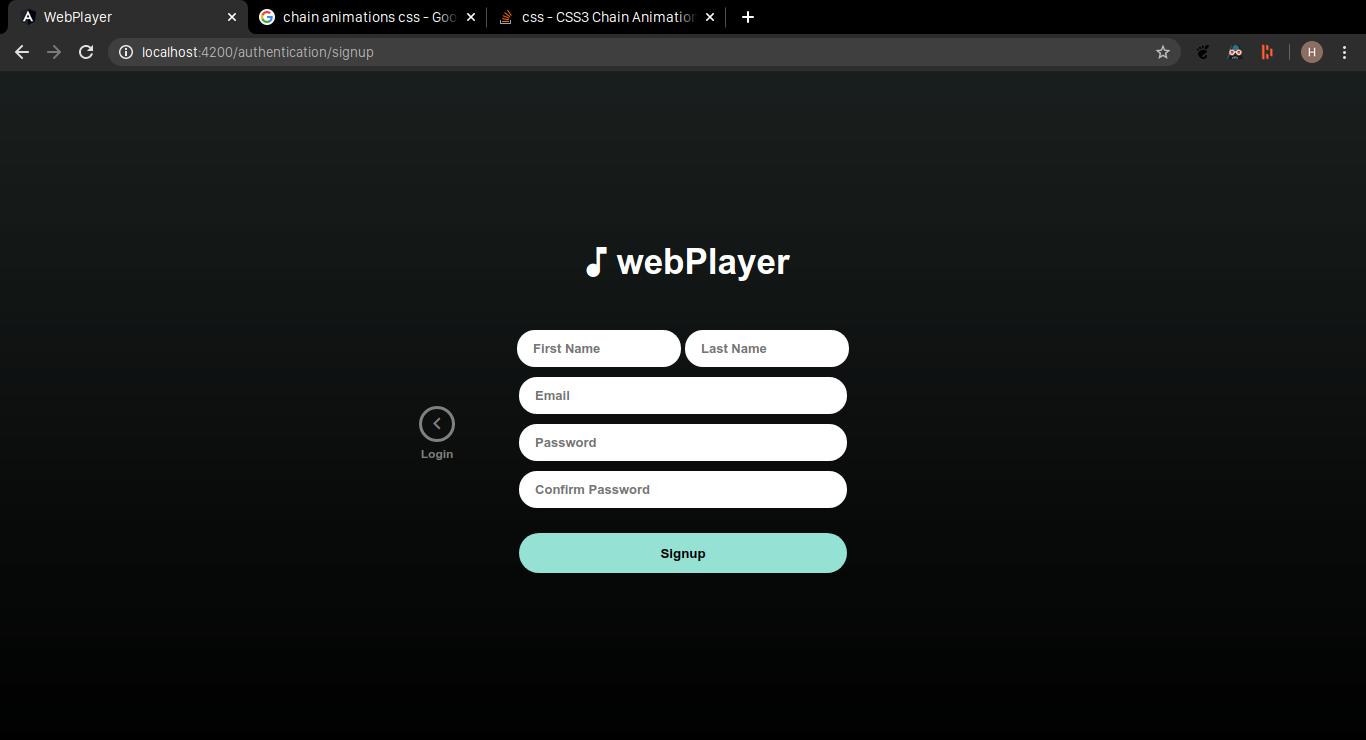 WebPlayer
chain animations css - Goo
css - CSS3 Chain Animation
localhost:4200/authentication/signup
H
webPlayer
First Name
Last Name
Email
Password
Confirm Password
Login
Signup